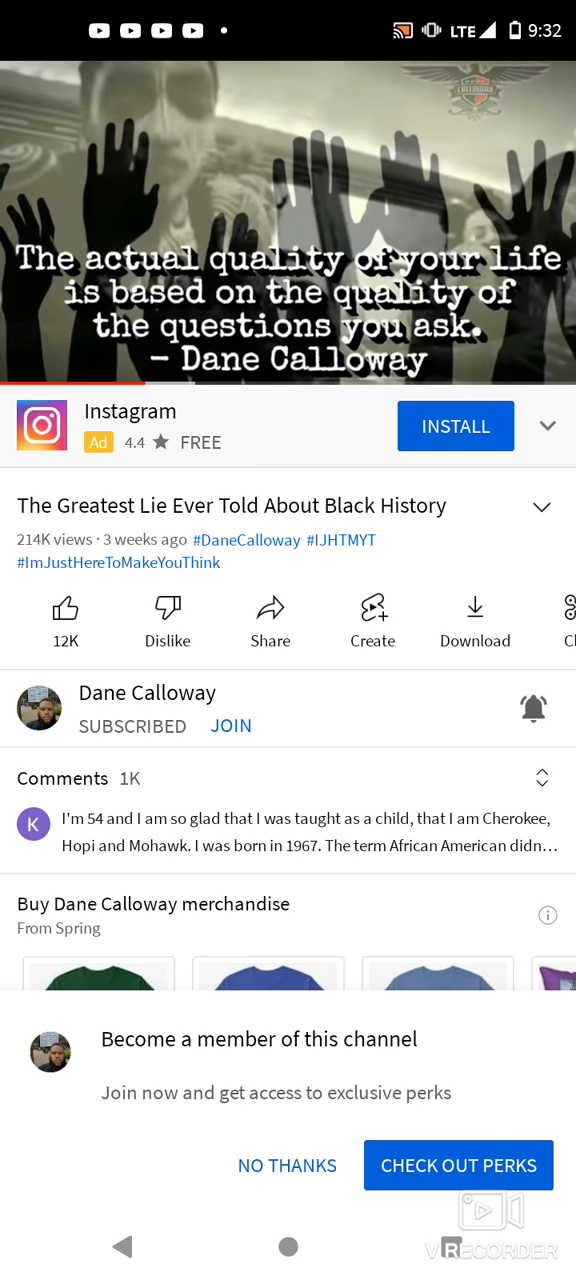 LTE 9:32
CALLOWAY
The actual quality of your life
is based on the quality of
the questions you ask.
– Dane Calloway
Instagram
Ad 4.4 ★ FREE
INSTALL
The Greatest Lie Ever Told About Black History
214K views · 3 weeks ago #DaneCalloway #IJHTMYT
#ImJustHereToMakeYouThink
12K Dislike Share Create Download Cl
Dane Calloway
SUBSCRIBED JOIN
Comments 1K
K
I'm 54 and I am so glad that I was taught as a child, that I am Cherokee,
Hopi and Mohawk. I was born in 1967. The term African American didn...
Buy Dane Calloway merchandise
From Spring
Become a member of this channel
Join now and get access to exclusive perks
NO THANKS CHECK OUT PERKS
VRECORDER